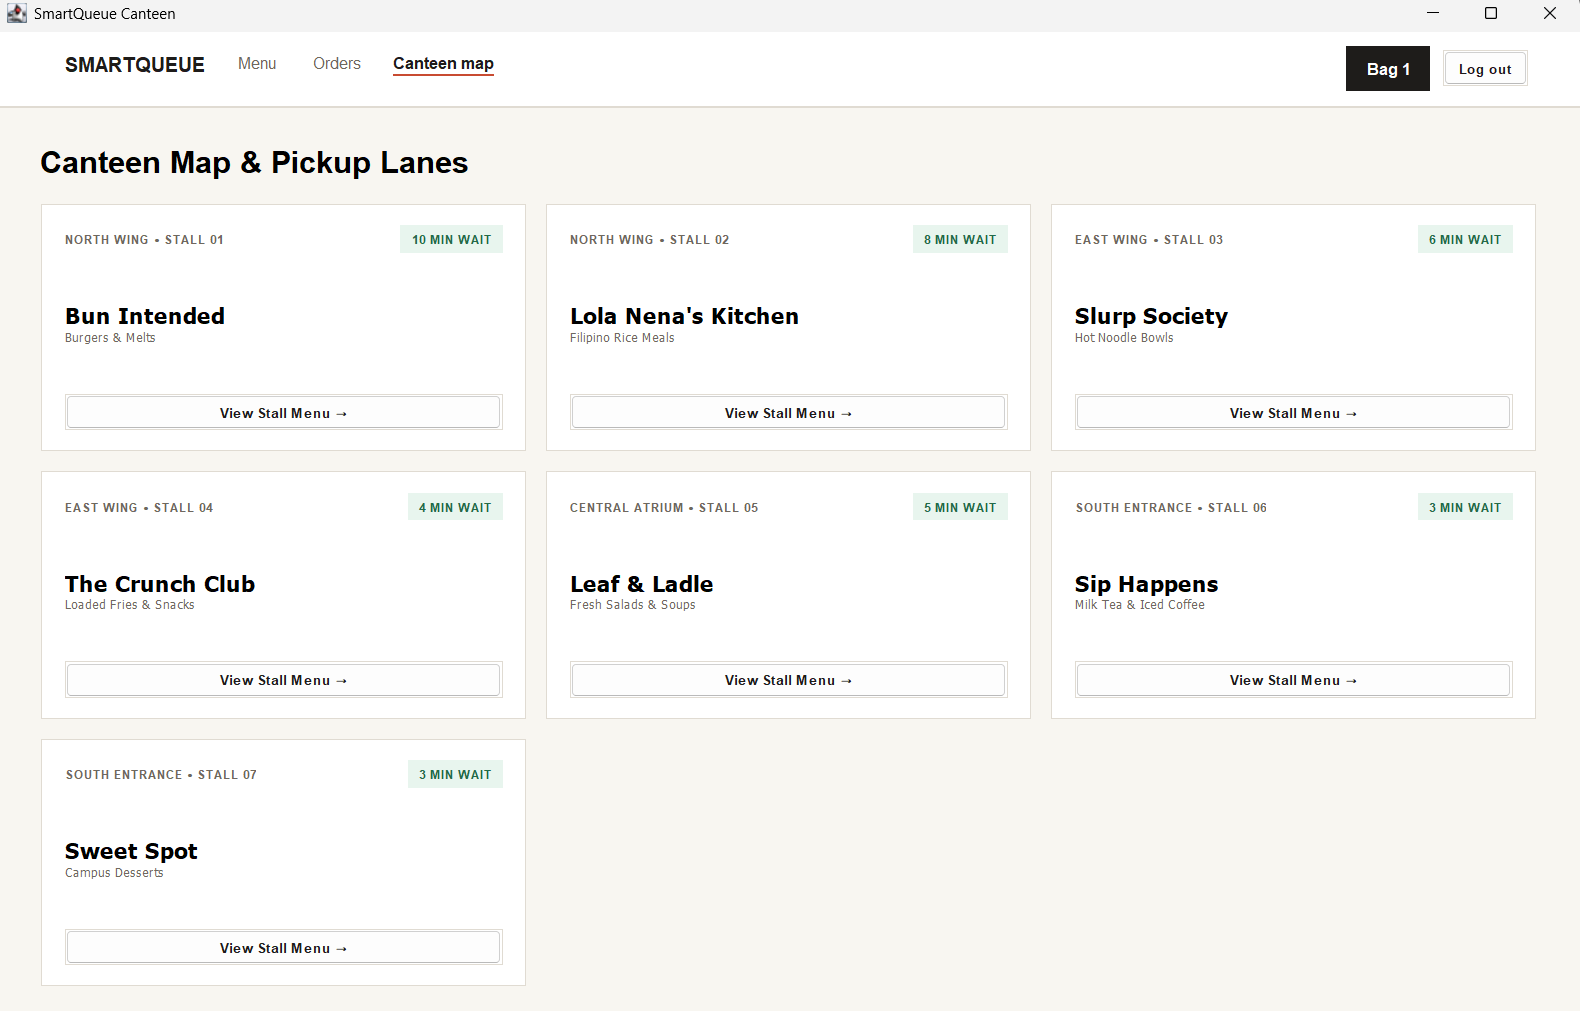 SmartQueue Canteen
SMARTQUEUE Menu Orders Canteen map Bag 1 Log out
Canteen Map & Pickup Lanes
NORTH WING • STALL 01 10 MIN WAIT
Bun Intended
Burgers & Melts
View Stall Menu →
NORTH WING • STALL 02 8 MIN WAIT
Lola Nena's Kitchen
Filipino Rice Meals
View Stall Menu →
EAST WING • STALL 03 6 MIN WAIT
Slurp Society
Hot Noodle Bowls
View Stall Menu →
EAST WING • STALL 04 4 MIN WAIT
The Crunch Club
Loaded Fries & Snacks
View Stall Menu →
CENTRAL ATRIUM • STALL 05 5 MIN WAIT
Leaf & Ladle
Fresh Salads & Soups
View Stall Menu →
SOUTH ENTRANCE • STALL 06 3 MIN WAIT
Sip Happens
Milk Tea & Iced Coffee
View Stall Menu →
SOUTH ENTRANCE • STALL 07 3 MIN WAIT
Sweet Spot
Campus Desserts
View Stall Menu →